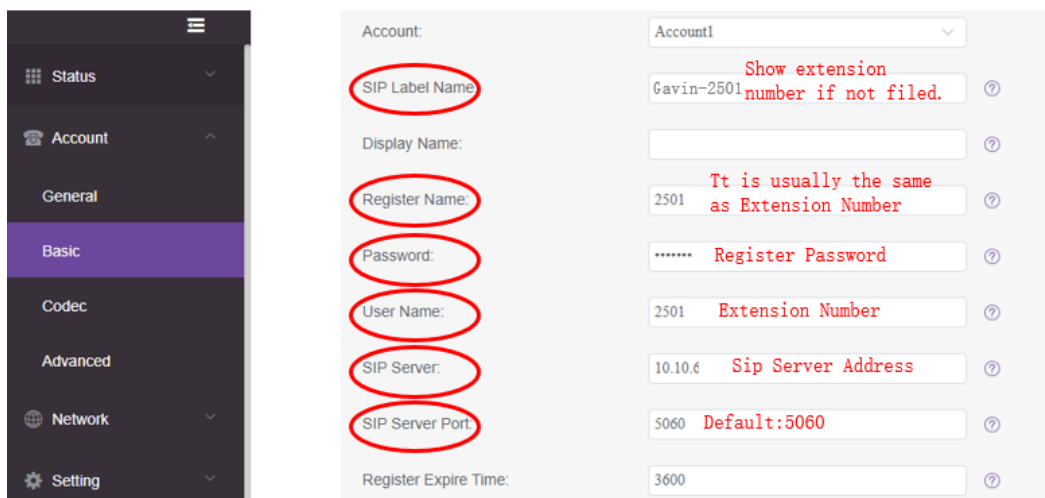 Status
Account
General
Basic
Codec
Advanced
Network
Setting
Account: Account1
SIP Label Name Gavin-2501 Show extension
number if not filed.
Display Name:
Register Name: 2501 Tt is usually the same
as Extension Number
Password: ••••••• Register Password
User Name: 2501 Extension Number
SIP Server: 10.10.6 Sip Server Address
SIP Server Port: 5060 Default:5060
Register Expire Time: 3600